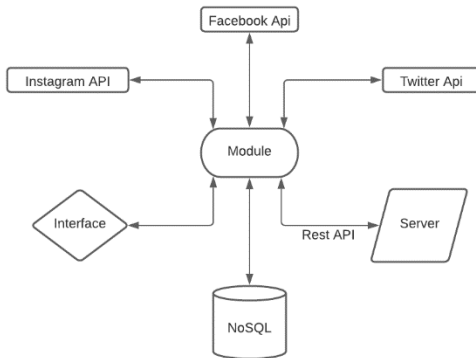 Facebook Api
Instagram API
Twitter Api
Module
Interface
Server
Rest API
NoSQL